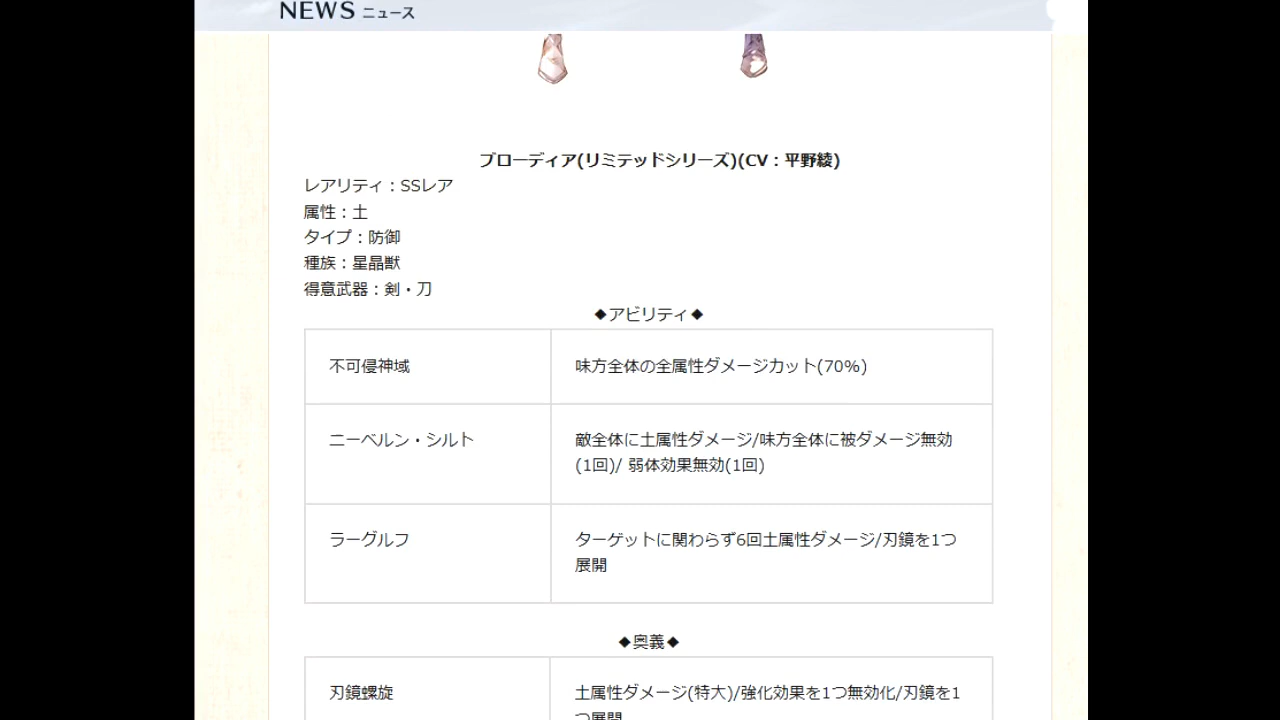 NEWS ニュース
ブローディア(リミテッドシリーズ)(CV：平野綾)
レアリティ：SSレア
属性：土
タイプ：防御
種族：星晶獣
得意武器：剣・刀
◆アビリティ◆
不可侵神域
味方全体の全属性ダメージカット(70%)
ニーベルン・シルト
敵全体に土属性ダメージ/味方全体に被ダメージ無効
(1回)/ 弱体効果無効(1回)
ラーグルフ
ターゲットに関わらず6回土属性ダメージ/刃鏡を1つ
展開
◆奥義◆
刃鏡螺旋
土属性ダメージ(特大)/強化効果を1つ無効化/刃鏡を1
つ展開